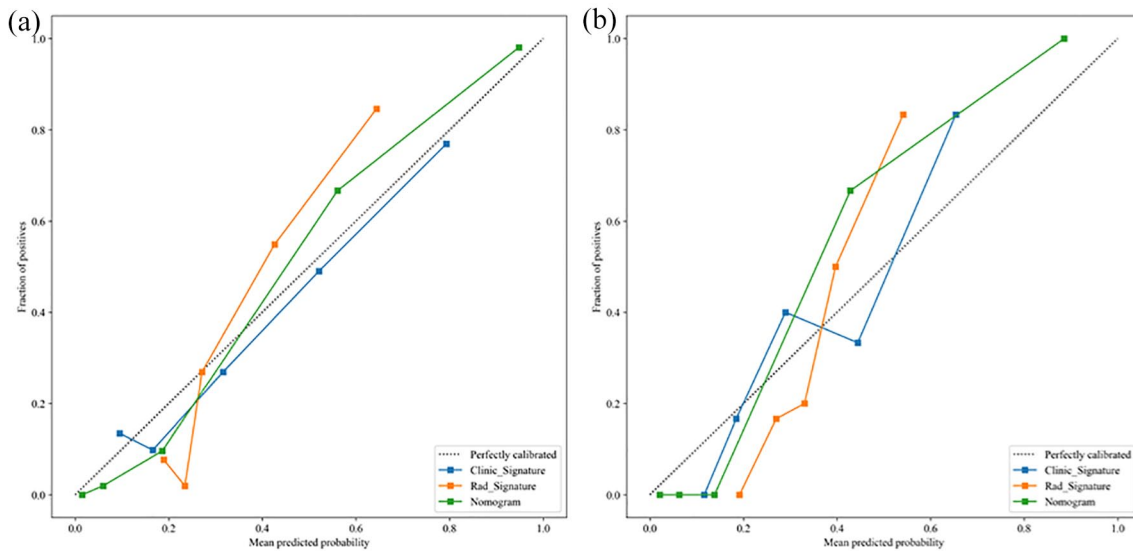 (a)
1.0
0.8
0.6
0.4
0.2
0.0
Fraction of positives
0.0 0.2 0.4 0.6 0.8 1.0
Mean predicted probability
Perfectly calibrated
Clinic_Signature
Rad_Signature
Nomogram
(b)
1.0
0.8
0.6
0.4
0.2
0.0
Fraction of positives
0.0 0.2 0.4 0.6 0.8 1.0
Mean predicted probability
Perfectly calibrated
Clinic_Signature
Rad_Signature
Nomogram